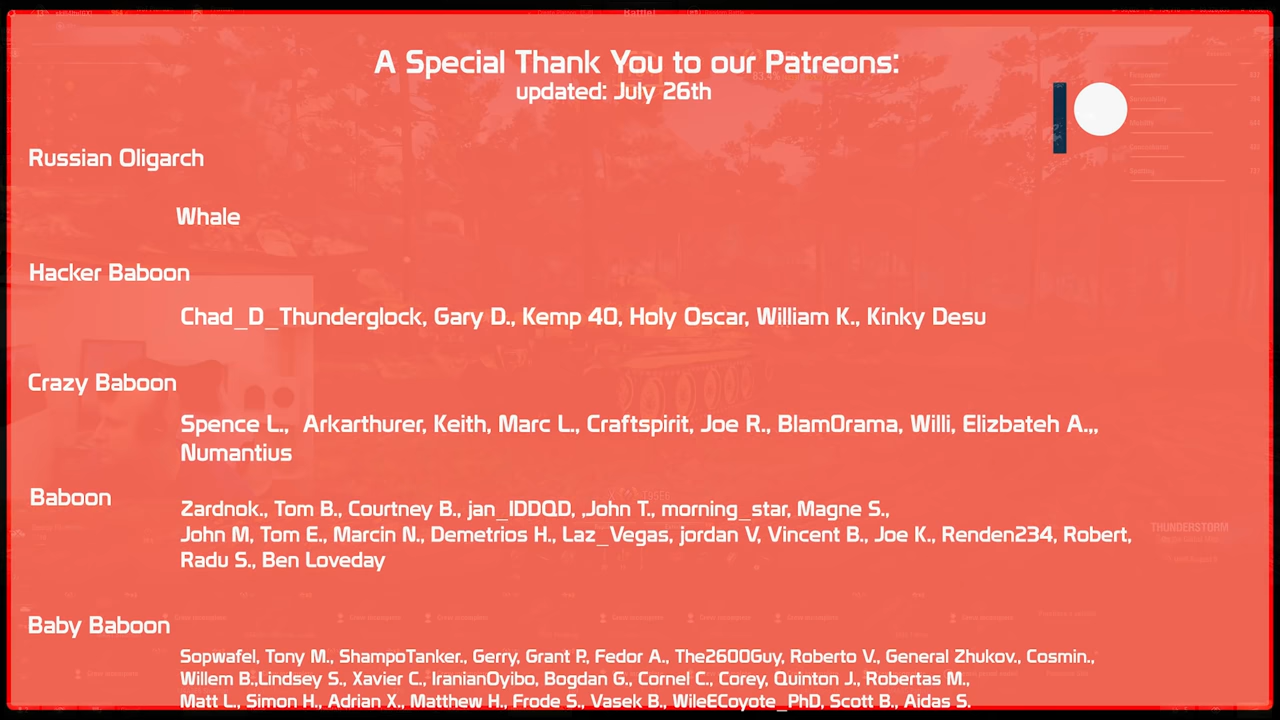 A Special Thank You to our Patreons:
updated: July 26th
Russian Oligarch
Whale
Hacker Baboon
Chad_D_Thunderglock, Gary D., Kemp 40, Holy Oscar, William K., Kinky Desu
Crazy Baboon
Spence L.,  Arkarthurer, Keith, Marc L., Craftspirit, Joe R., BlamOrama, Willi, Elizbateh A.,,
Numantius
Baboon
Zardnok., Tom B., Courtney B., jan_IDDQD, ,John T., morning_star, Magne S.,
John M, Tom E., Marcin N., Demetrios H., Laz_Vegas, jordan V, Vincent B., Joe K., Renden234, Robert,
Radu S., Ben Loveday
THUNDERSTORM
Baby Baboon
Sopwafel, Tony M., ShampoTanker., Gerry, Grant P., Fedor A., The2600Guy, Roberto V., General Zhukov., Cosmin.,
Willem B.,Lindsey S., Xavier C., IranianOyibo, Bogdan G., Cornel C., Corey, Quinton J., Robertas M.,
Matt L., Simon H., Adrian X., Matthew H., Frode S., Vasek B., WileECoyote_PhD, Scott B., Aidas S.